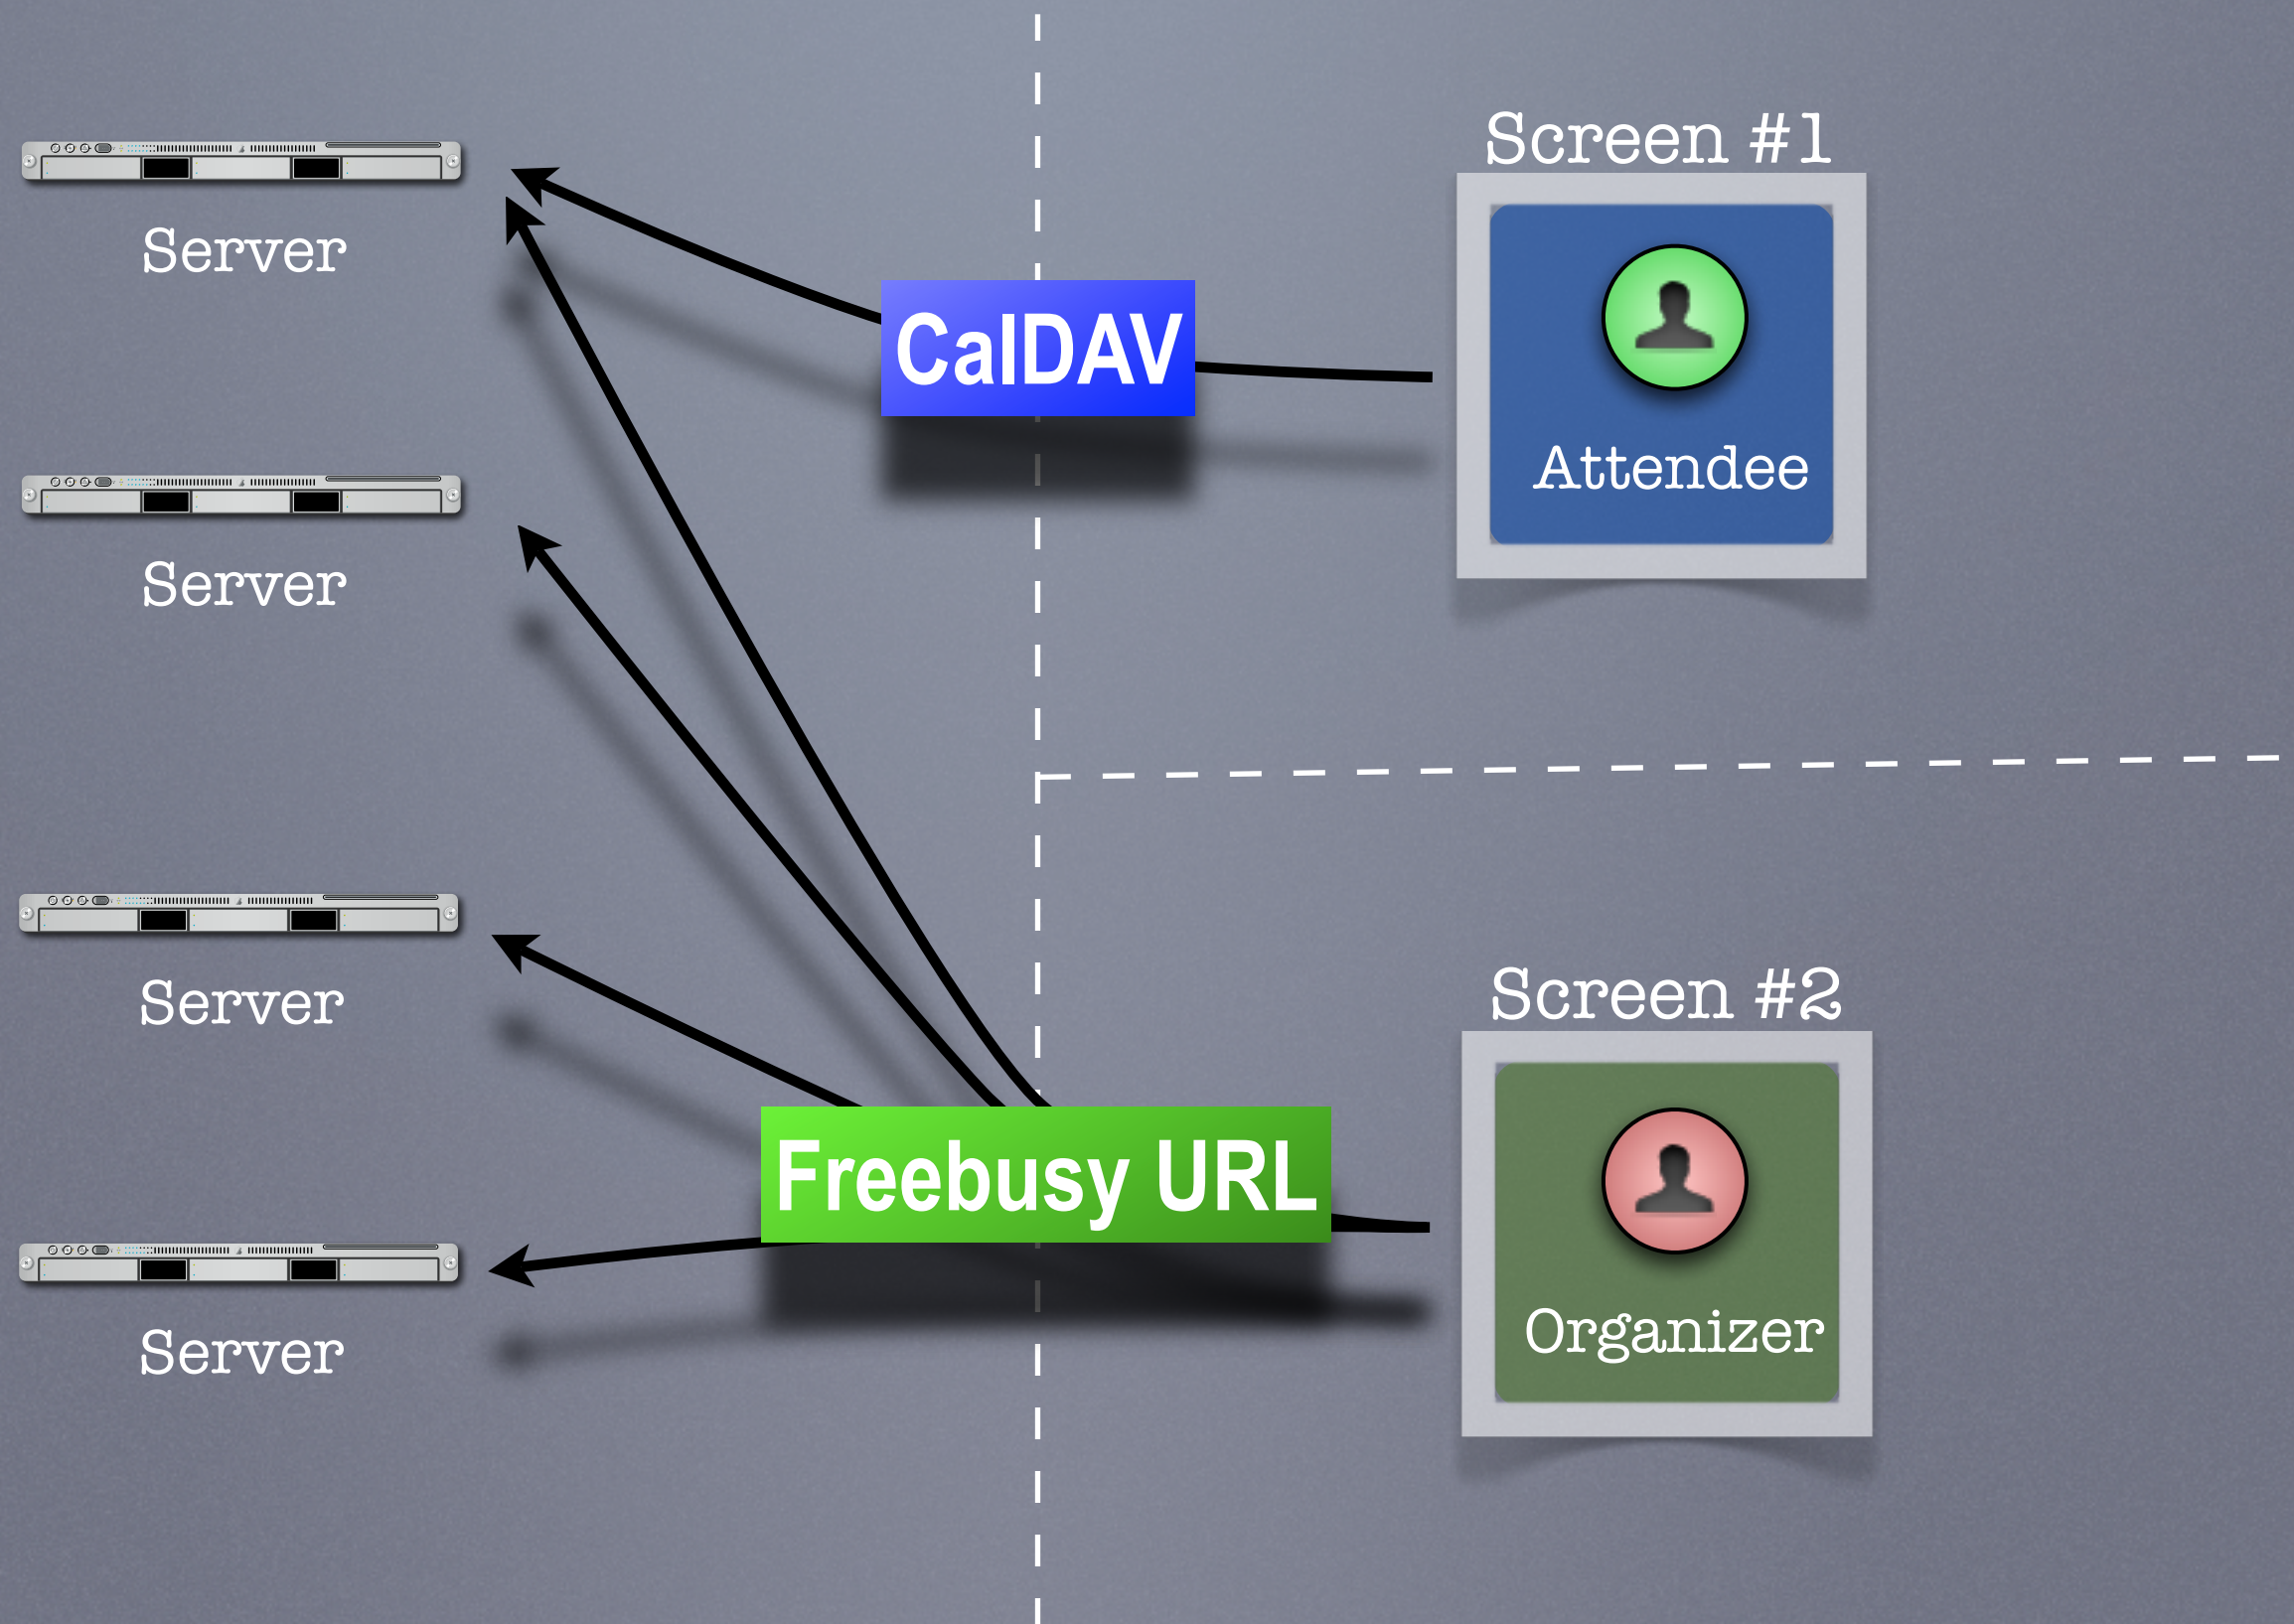 Screen #1
Server
CalDAV
Attendee
Server
Screen #2
Server
Freebusy URL
Organizer
Server